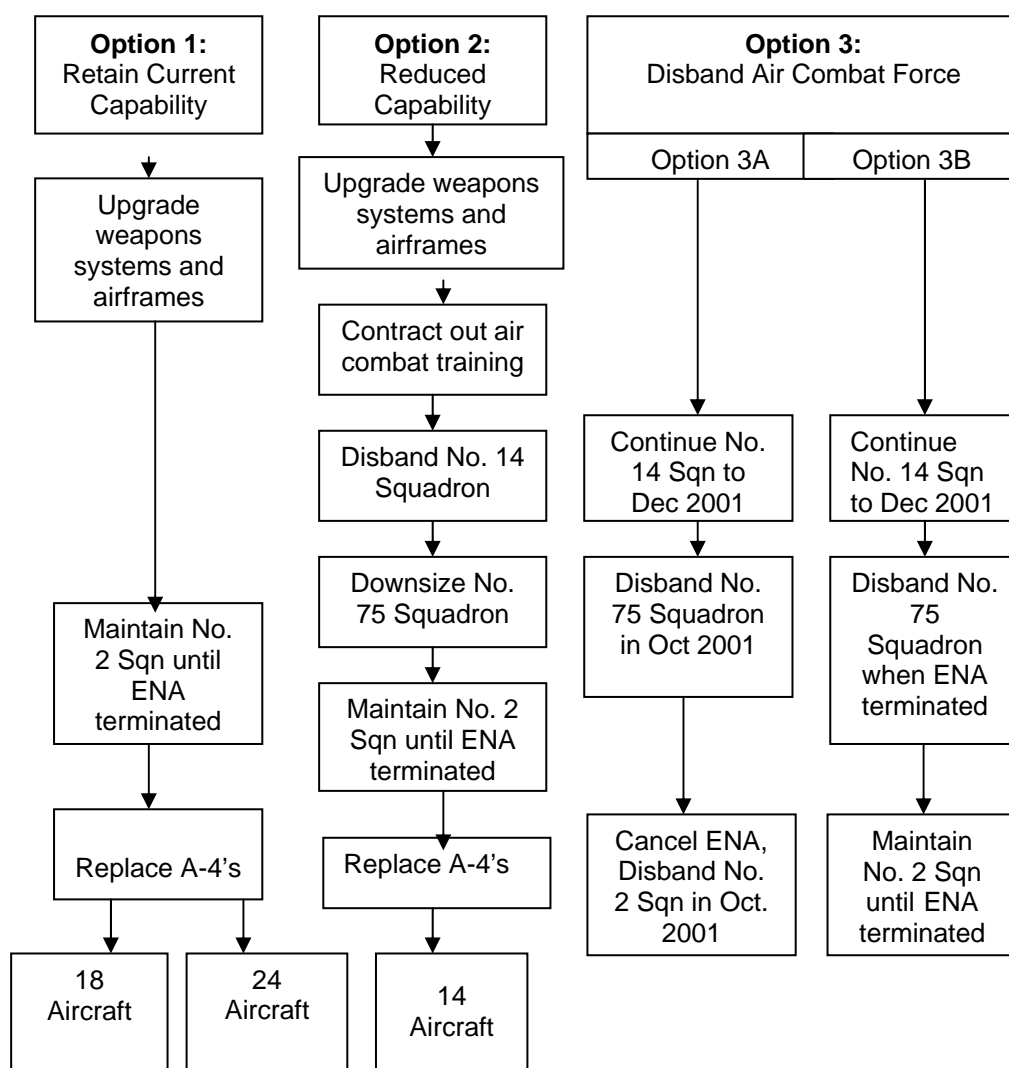 Option 1:
Retain Current
Capability
Upgrade
weapons
systems and
airframes
Maintain No.
2 Sqn until
ENA
terminated
Replace A-4’s
18
Aircraft
24
Aircraft
Option 2:
Reduced
Capability
Upgrade weapons
systems and
airframes
Contract out air
combat training
Disband No. 14
Squadron
Downsize No.
75 Squadron
Maintain No. 2
Sqn until ENA
terminated
Replace A-4’s
14
Aircraft
Option 3:
Disband Air Combat Force
Option 3A
Continue No.
14 Sqn to
Dec 2001
Disband No.
75 Squadron
in Oct 2001
Cancel ENA,
Disband No.
2 Sqn in Oct.
2001
Option 3B
Continue
No. 14 Sqn
to Dec 2001
Disband No.
75
Squadron
when ENA
terminated
Maintain
No. 2 Sqn
until ENA
terminated